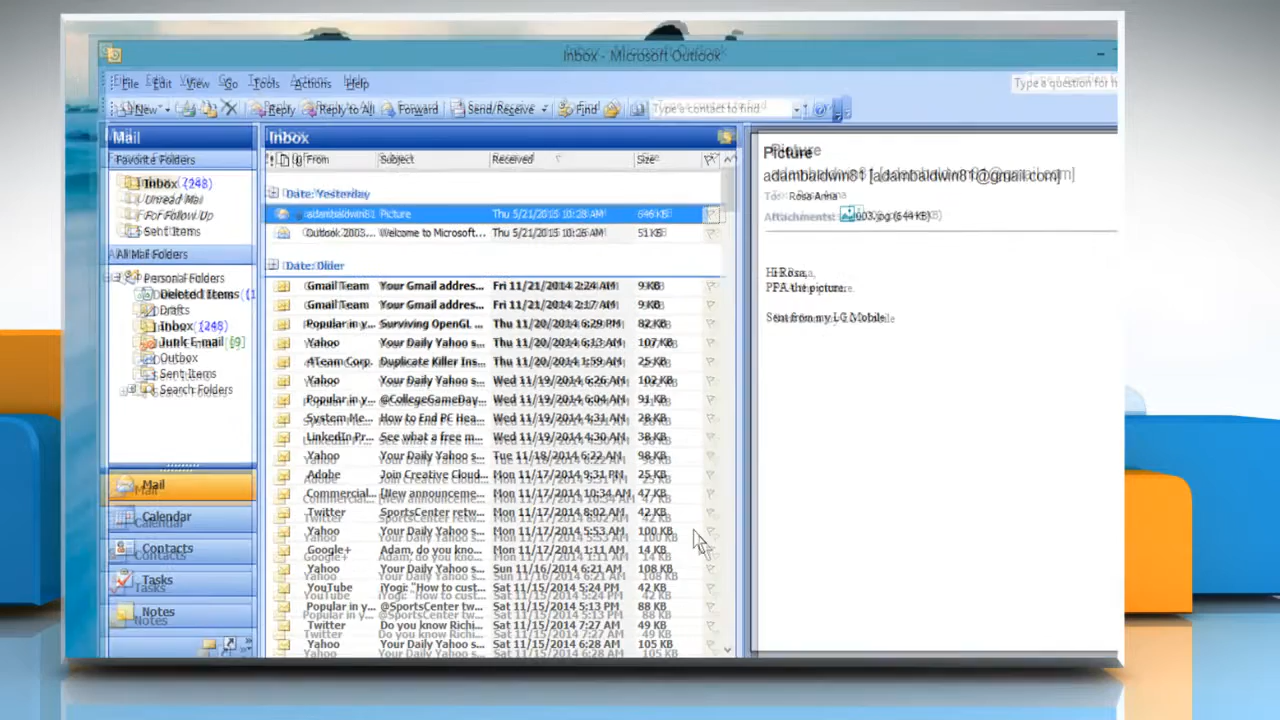 Inbox - Microsoft Outlook
File Edit View Go Tools Actions Help
Type a question for h
New Reply Reply to All Forward Send/Receive Find Type a contact to find
Mail
Favorite Folders
Inbox (248)
Unread Mail
For Follow Up
Sent Items
All Mail Folders
Personal Folders
Deleted Items (1
Drafts
Inbox (248)
Junk E-mail [9]
Outbox
Sent Items
Search Folders
Mail
Calendar
Contacts
Tasks
Notes
Inbox
From Subject Received Size
Date: Yesterday
adambaldwin81 Picture Thu 5/21/2015 10:28 AM 646 KB
Outlook 2003... Welcome to Microsoft... Thu 5/21/2015 10:26 AM 51 KB
Date: Older
Gmail Team Your Gmail addres... Fri 11/21/2014 2:24 AM 9 KB
Gmail Team Your Gmail addres... Fri 11/21/2014 2:17 AM 9 KB
Popular in y... Surviving OpenGL ... Thu 11/20/2014 6:29 PM 82 KB
Yahoo Your Daily Yahoo s... Thu 11/20/2014 6:13 AM 107 KB
4Team Corp. Duplicate Killer Ins... Thu 11/20/2014 1:59 AM 25 KB
Yahoo Your Daily Yahoo s... Wed 11/19/2014 6:26 AM 102 KB
Popular in y... @CollegeGameDay... Wed 11/19/2014 6:04 AM 91 KB
System Me... How to End PC Hea... Wed 11/19/2014 4:31 AM 28 KB
LinkedIn Pr... See what a free m... Wed 11/19/2014 4:30 AM 38 KB
Yahoo Your Daily Yahoo s... Tue 11/18/2014 6:22 AM 98 KB
Adobe Join Creative Cloud... Mon 11/17/2014 9:31 PM 25 KB
Commercial... [New announceme... Mon 11/17/2014 10:34 AM 47 KB
Twitter SportsCenter retw... Mon 11/17/2014 8:02 AM 42 KB
Yahoo Your Daily Yahoo s... Mon 11/17/2014 5:53 AM 100 KB
Google+ Adam, do you kno... Mon 11/17/2014 1:11 AM 14 KB
Yahoo Your Daily Yahoo s... Sun 11/16/2014 6:21 AM 108 KB
YouTube iYogi: "How to cust... Sat 11/15/2014 5:24 PM 42 KB
Popular in y... @SportsCenter tw... Sat 11/15/2014 5:13 PM 88 KB
Twitter Do you know Richi... Sat 11/15/2014 7:27 AM 49 KB
Yahoo Your Daily Yahoo s... Sat 11/15/2014 6:28 AM 105 KB
Picture
adambaldwin81 [adambaldwin81@gmail.com]
To: Rosa Anna
Attachments: 003.jpg (644 KB)
Hi Rosa,
PFA the picture.
Sent from my LG Mobile